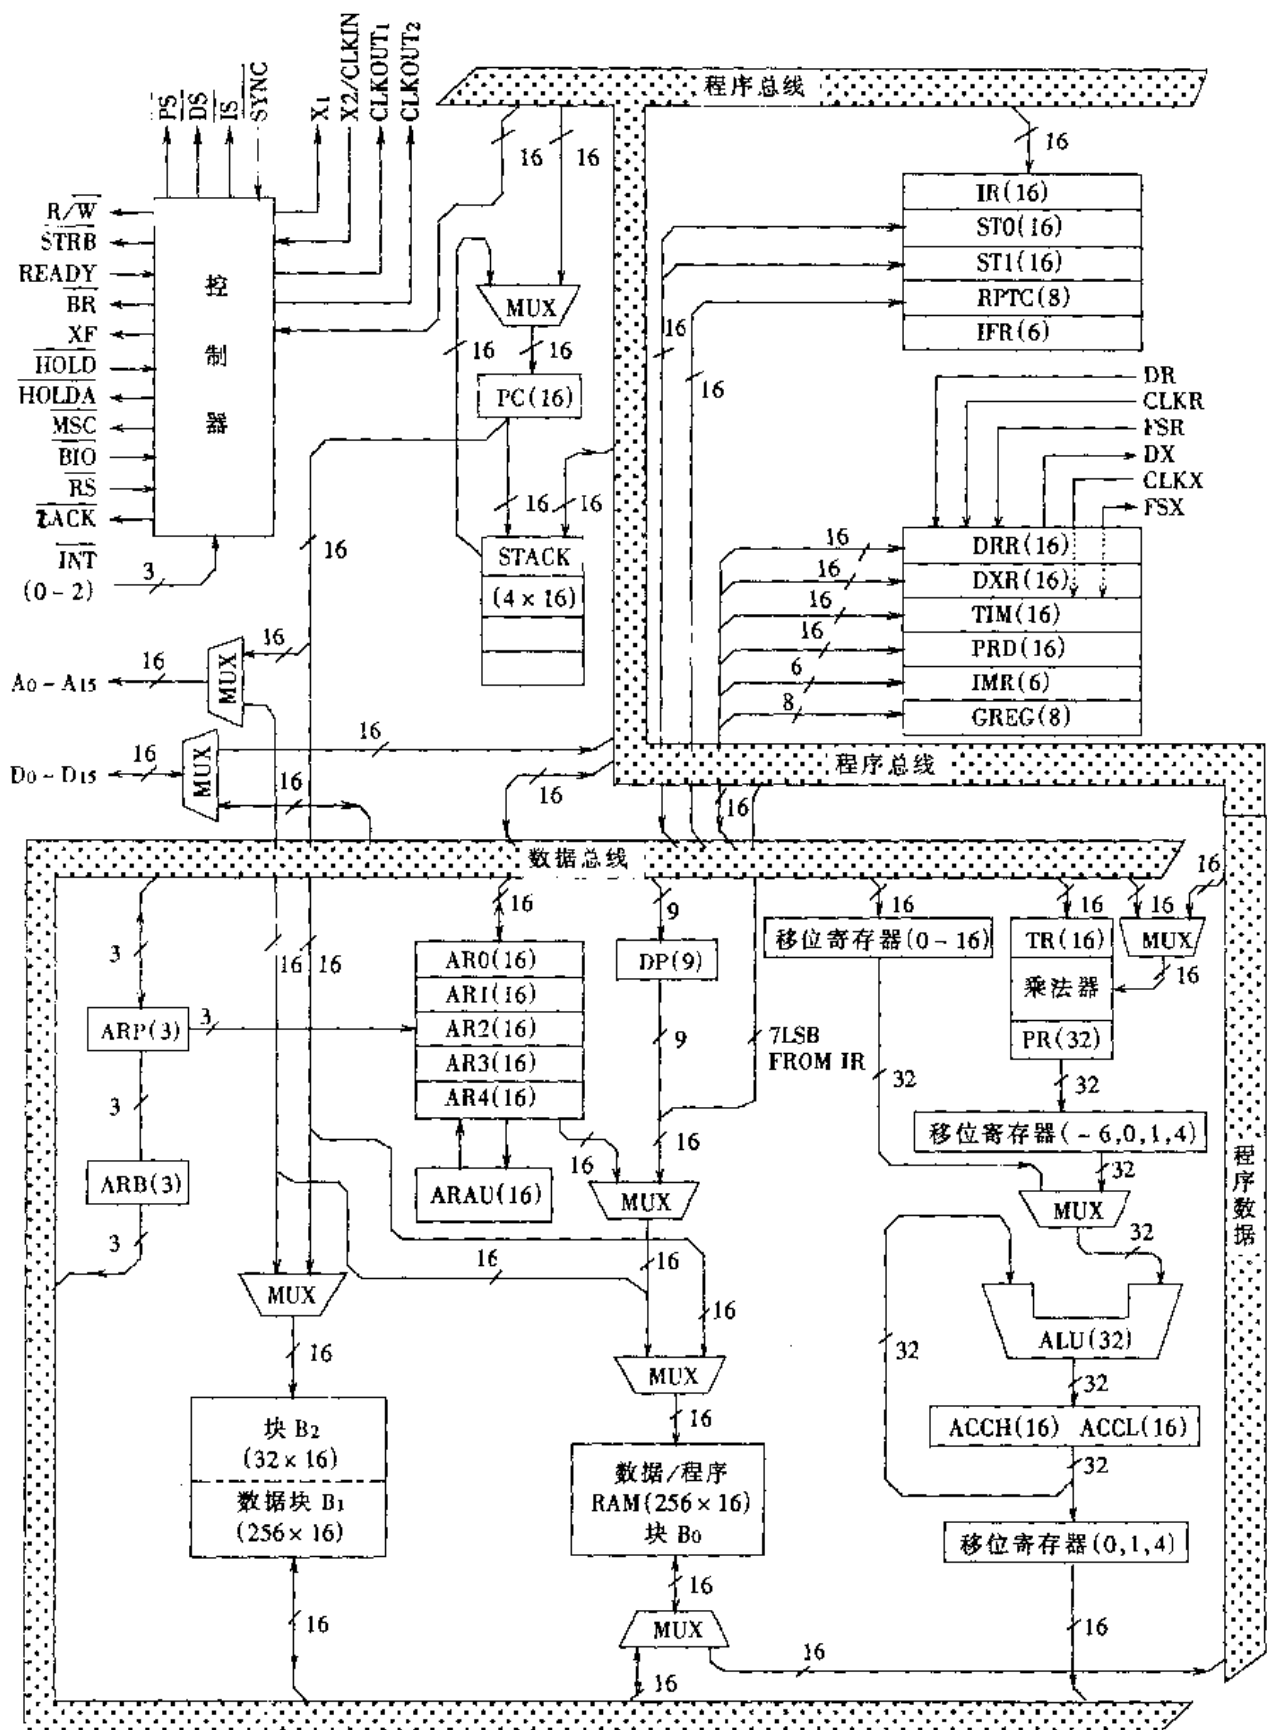 PS
DS
IS
SYNC
X1
X2/CLKIN
CLKOUT1
CLKOUT2
程序总线
16
16
16
R/W
STRB
READY
BR
XF
HOLD
HOLDA
MSC
BIO
RS
IACK
INT
(0-2)
3
控
制
器
MUX
16
16
PC(16)
16
16
16
STACK
(4×16)
IR(16)
ST0(16)
ST1(16)
RPTC(8)
IFR(6)
16
16
DR
CLKR
FSR
DX
CLKX
FSX
16
DRR(16)
16
DXR(16)
16
TIM(16)
16
PRD(16)
6
IMR(6)
8
GREG(8)
A0~A15
16
MUX
16
D0~D15
16
MUX
16
16
16
程序总线
16
数据总线
16
3
16
16
16
9
16
16
16
16
AR0(16)
AR1(16)
AR2(16)
AR3(16)
AR4(16)
DP(9)
移位寄存器(0-16)
TR(16)
乘法器
PR(32)
MUX
16
ARP(3)
3
9
7LSB
FROM IR
32
32
3
16
16
移位寄存器(-6,0,1,4)
32
ARB(3)
ARAU(16)
MUX
MUX
程序数据
3
16
16
32
MUX
16
ALU(32)
32
16
MUX
32
16
ACCH(16) ACCL(16)
32
块 B2
(32×16)
数据块 B1
(256×16)
数据/程序
RAM(256×16)
块 B0
移位寄存器(0,1,4)
16
16
MUX
16
16
16